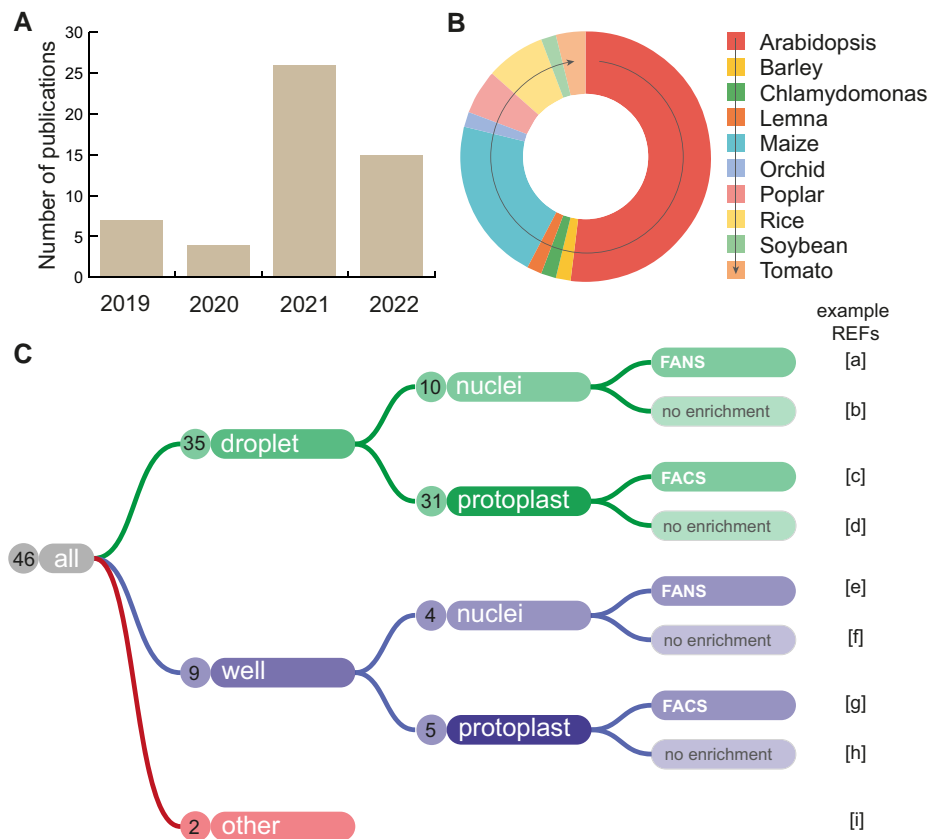 A
Number of publications
30
25
20
15
10
5
0
2019 2020 2021 2022
B
Arabidopsis
Barley
Chlamydomonas
Lemna
Maize
Orchid
Poplar
Rice
Soybean
Tomato
C
example
REFs
46 all
35 droplet
10 nuclei
FANS [a]
no enrichment [b]
31 protoplast
FACS [c]
no enrichment [d]
9 well
4 nuclei
FANS [e]
no enrichment [f]
5 protoplast
FACS [g]
no enrichment [h]
2 other [i]